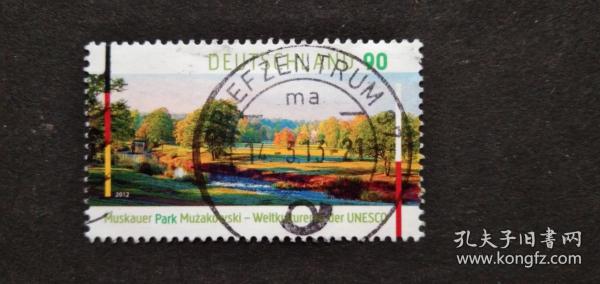 DEUTSCHLAND 90
EFZENTRUM
ma
2012
Muskauer Park Mużakowski – Weltkulturerbe der UNESCO
孔夫子旧书网
www.kongfz.com